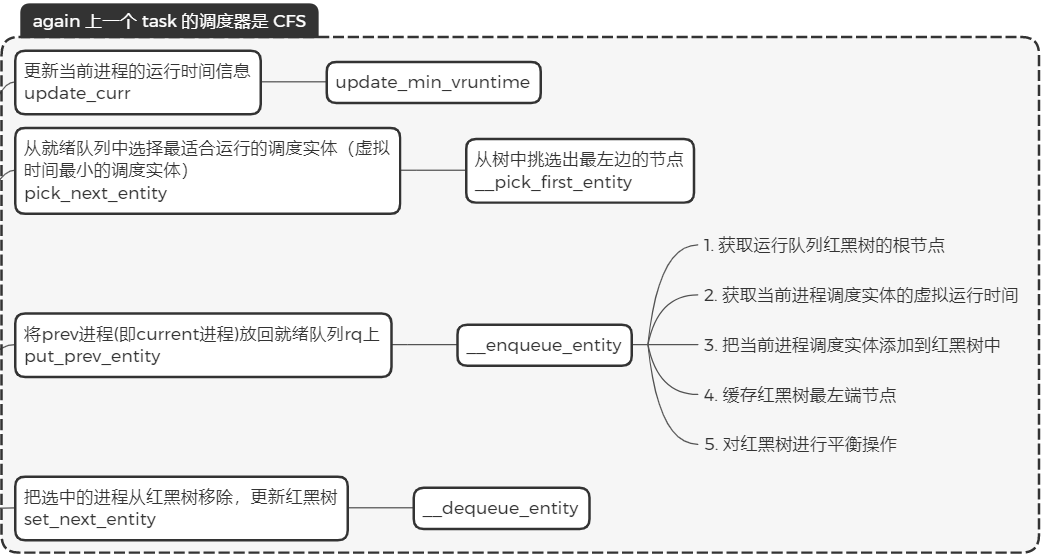 again 上一个 task 的调度器是 CFS
更新当前进程的运行时间信息
update_curr
update_min_vruntime
从就绪队列中选择最适合运行的调度实体（虚拟
时间最小的调度实体）
pick_next_entity
从树中挑选出最左边的节点
__pick_first_entity
将prev进程(即current进程)放回就绪队列rq上
put_prev_entity
__enqueue_entity
1. 获取运行队列红黑树的根节点
2. 获取当前进程调度实体的虚拟运行时间
3. 把当前进程调度实体添加到红黑树中
4. 缓存红黑树最左端节点
5. 对红黑树进行平衡操作
把选中的进程从红黑树移除，更新红黑树
set_next_entity
__dequeue_entity